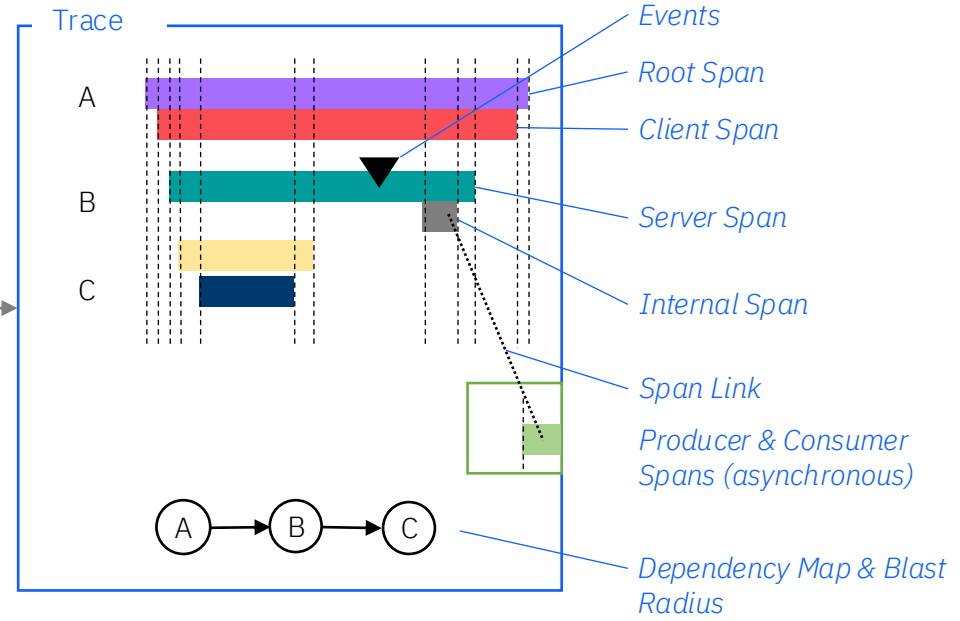 Trace
Events
Root Span
A
Client Span
B
Server Span
C
Internal Span
Span Link
Producer & Consumer
Spans (asynchronous)
A
B
C
Dependency Map & Blast
Radius